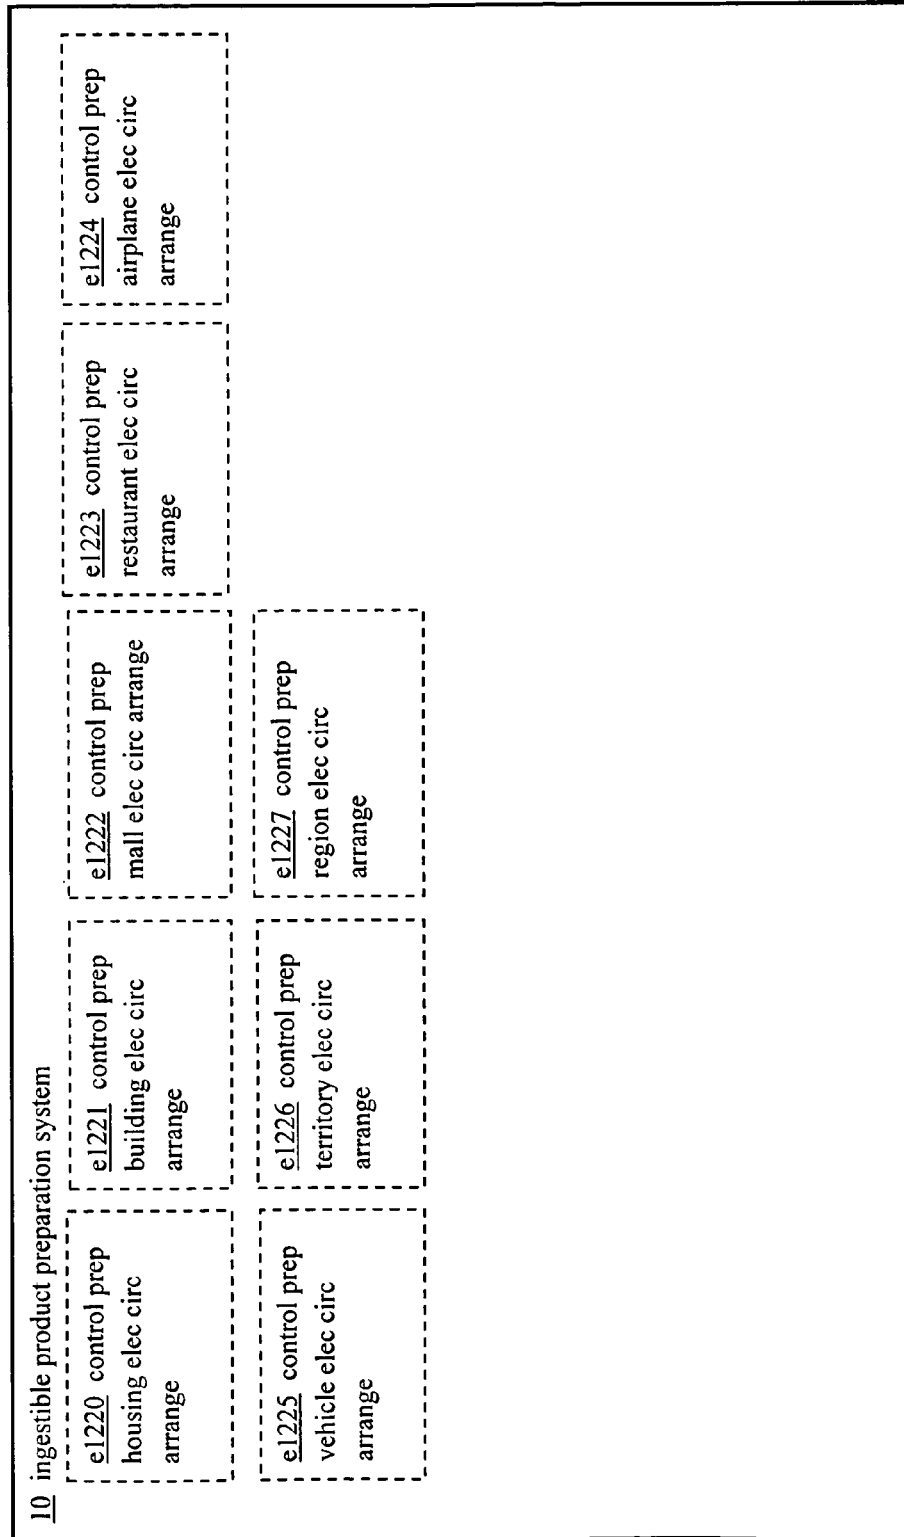 10 ingestible product preparation system
e1220 control prep
housing elec circ
arrange
e1221 control prep
building elec circ
arrange
e1222 control prep
mall elec circ arrange
e1223 control prep
restaurant elec circ
arrange
e1224 control prep
airplane elec circ
arrange
e1225 control prep
vehicle elec circ
arrange
e1226 control prep
territory elec circ
arrange
e1227 control prep
region elec circ
arrange